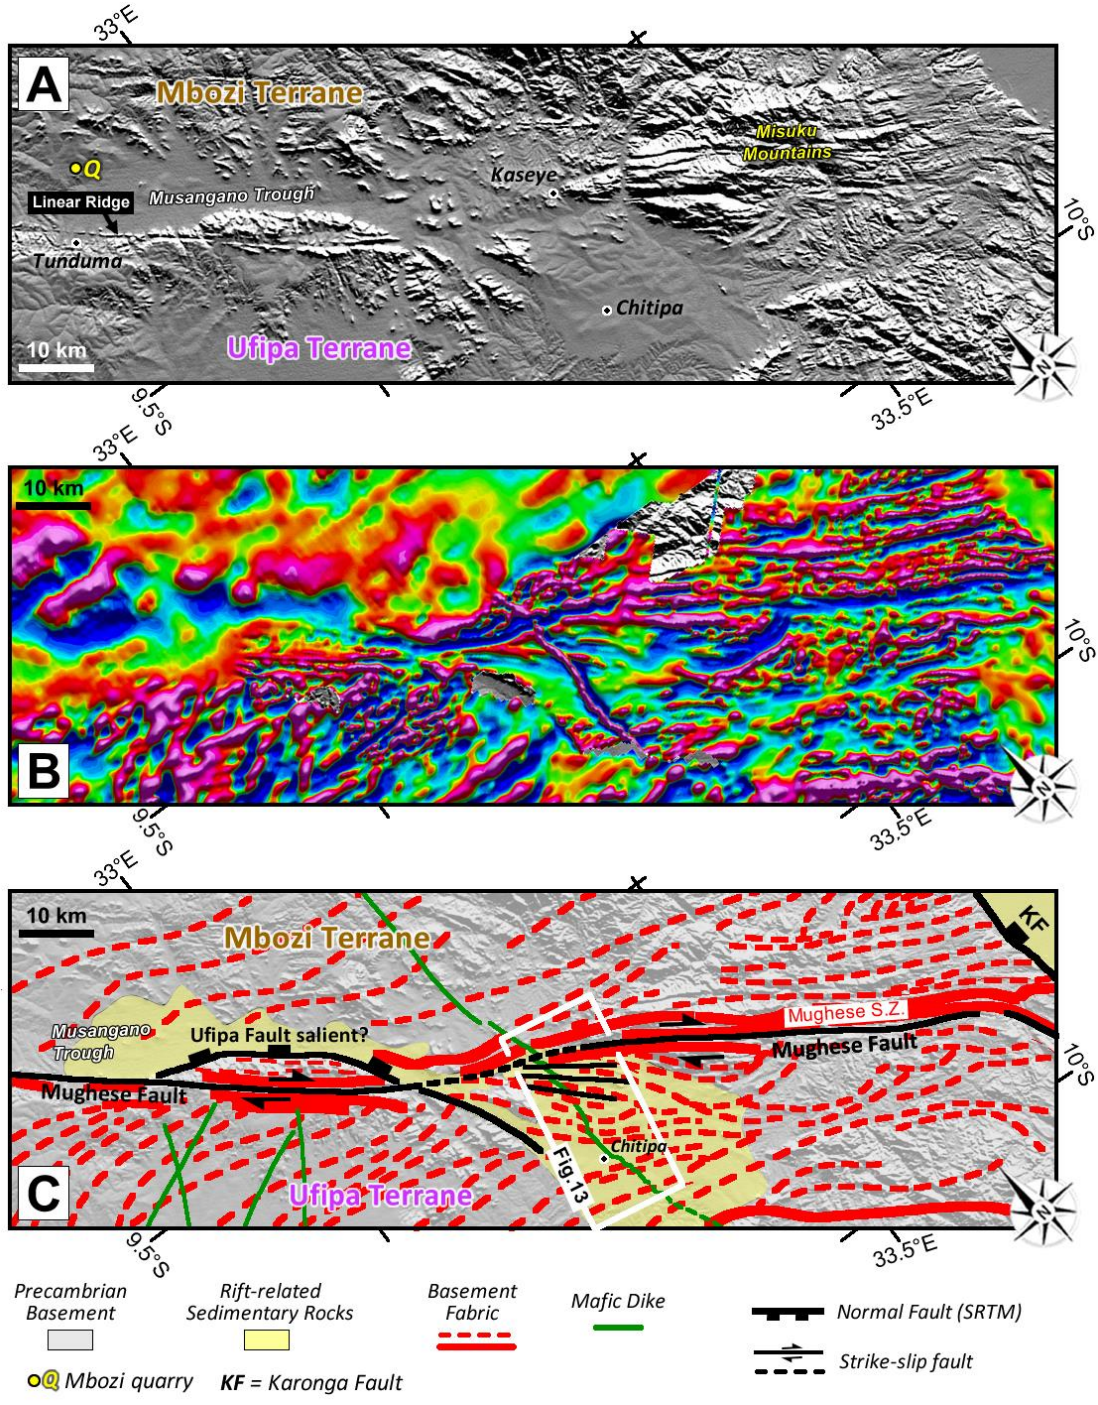 33°E
A
Mbozi Terrane
Misuku
Mountains
Q
Kaseye
Linear Ridge
Musangano Trough
10°S
Tunduma
Chitipa
Ufipa Terrane
10 km
N
9.5°S
33.5°E
33°E
10 km
10°S
B
N
9.5°S
33.5°E
33°E
10 km
KF
Mbozi Terrane
Mughese S.Z.
Musangano
Trough
Ufipa Fault salient?
Mughese Fault
10°S
Mughese Fault
Chitipa
Fig.13
C
Ufipa Terrane
N
9.5°S
33.5°E
Precambrian
Basement
Rift-related
Sedimentary Rocks
Basement
Fabric
Mafic Dike
Normal Fault (SRTM)
Strike-slip fault
Q Mbozi quarry
KF = Karonga Fault